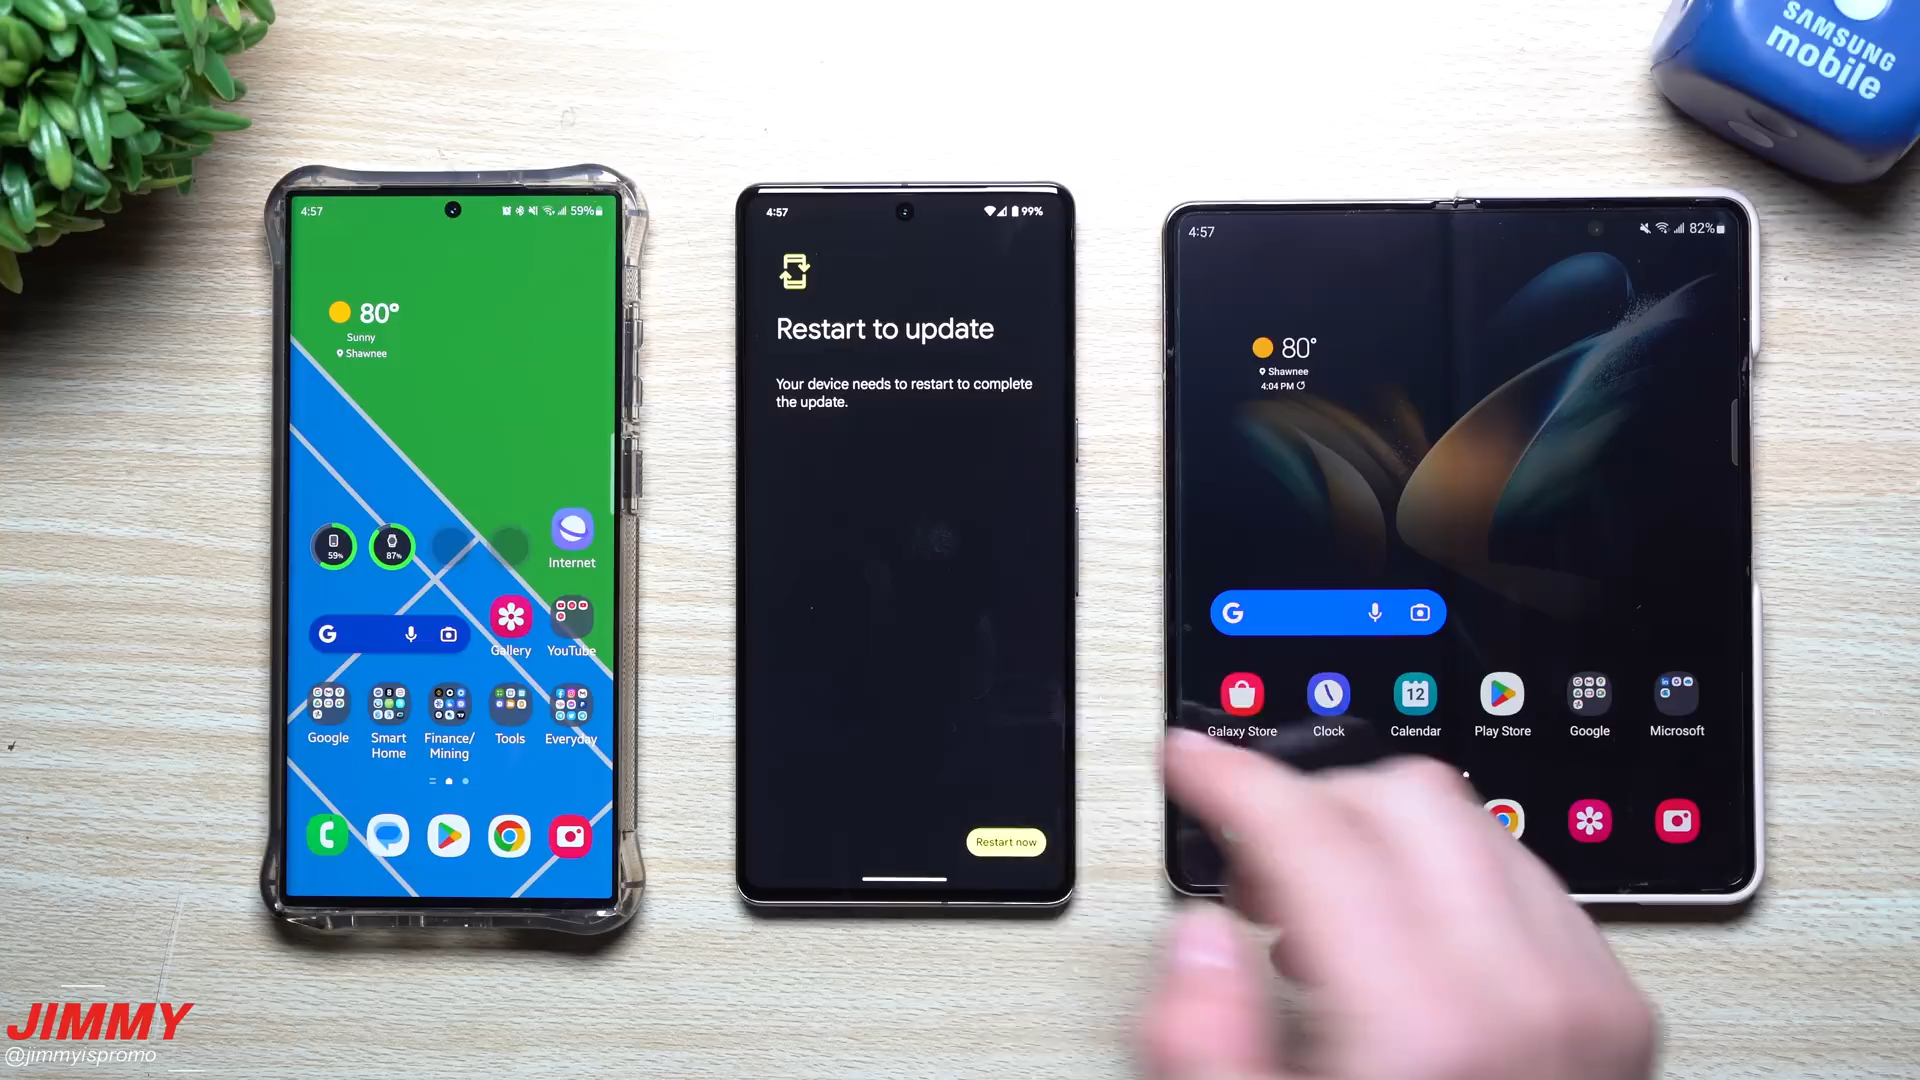 SAMSUNG
mobile
4:57
59%
80°
Sunny
Shawnee
59%
87%
Internet
G
Gallery
YouTube
Google
Smart
Home
Finance/
Mining
Tools
Everyday
4:57
99%
Restart to update
Your device needs to restart to complete
the update.
Restart now
4:57
82%
80°
Shawnee
4:04 PM
G
12
Galaxy Store
Clock
Calendar
Play Store
Google
Microsoft
JIMMY
@jimmyispromo